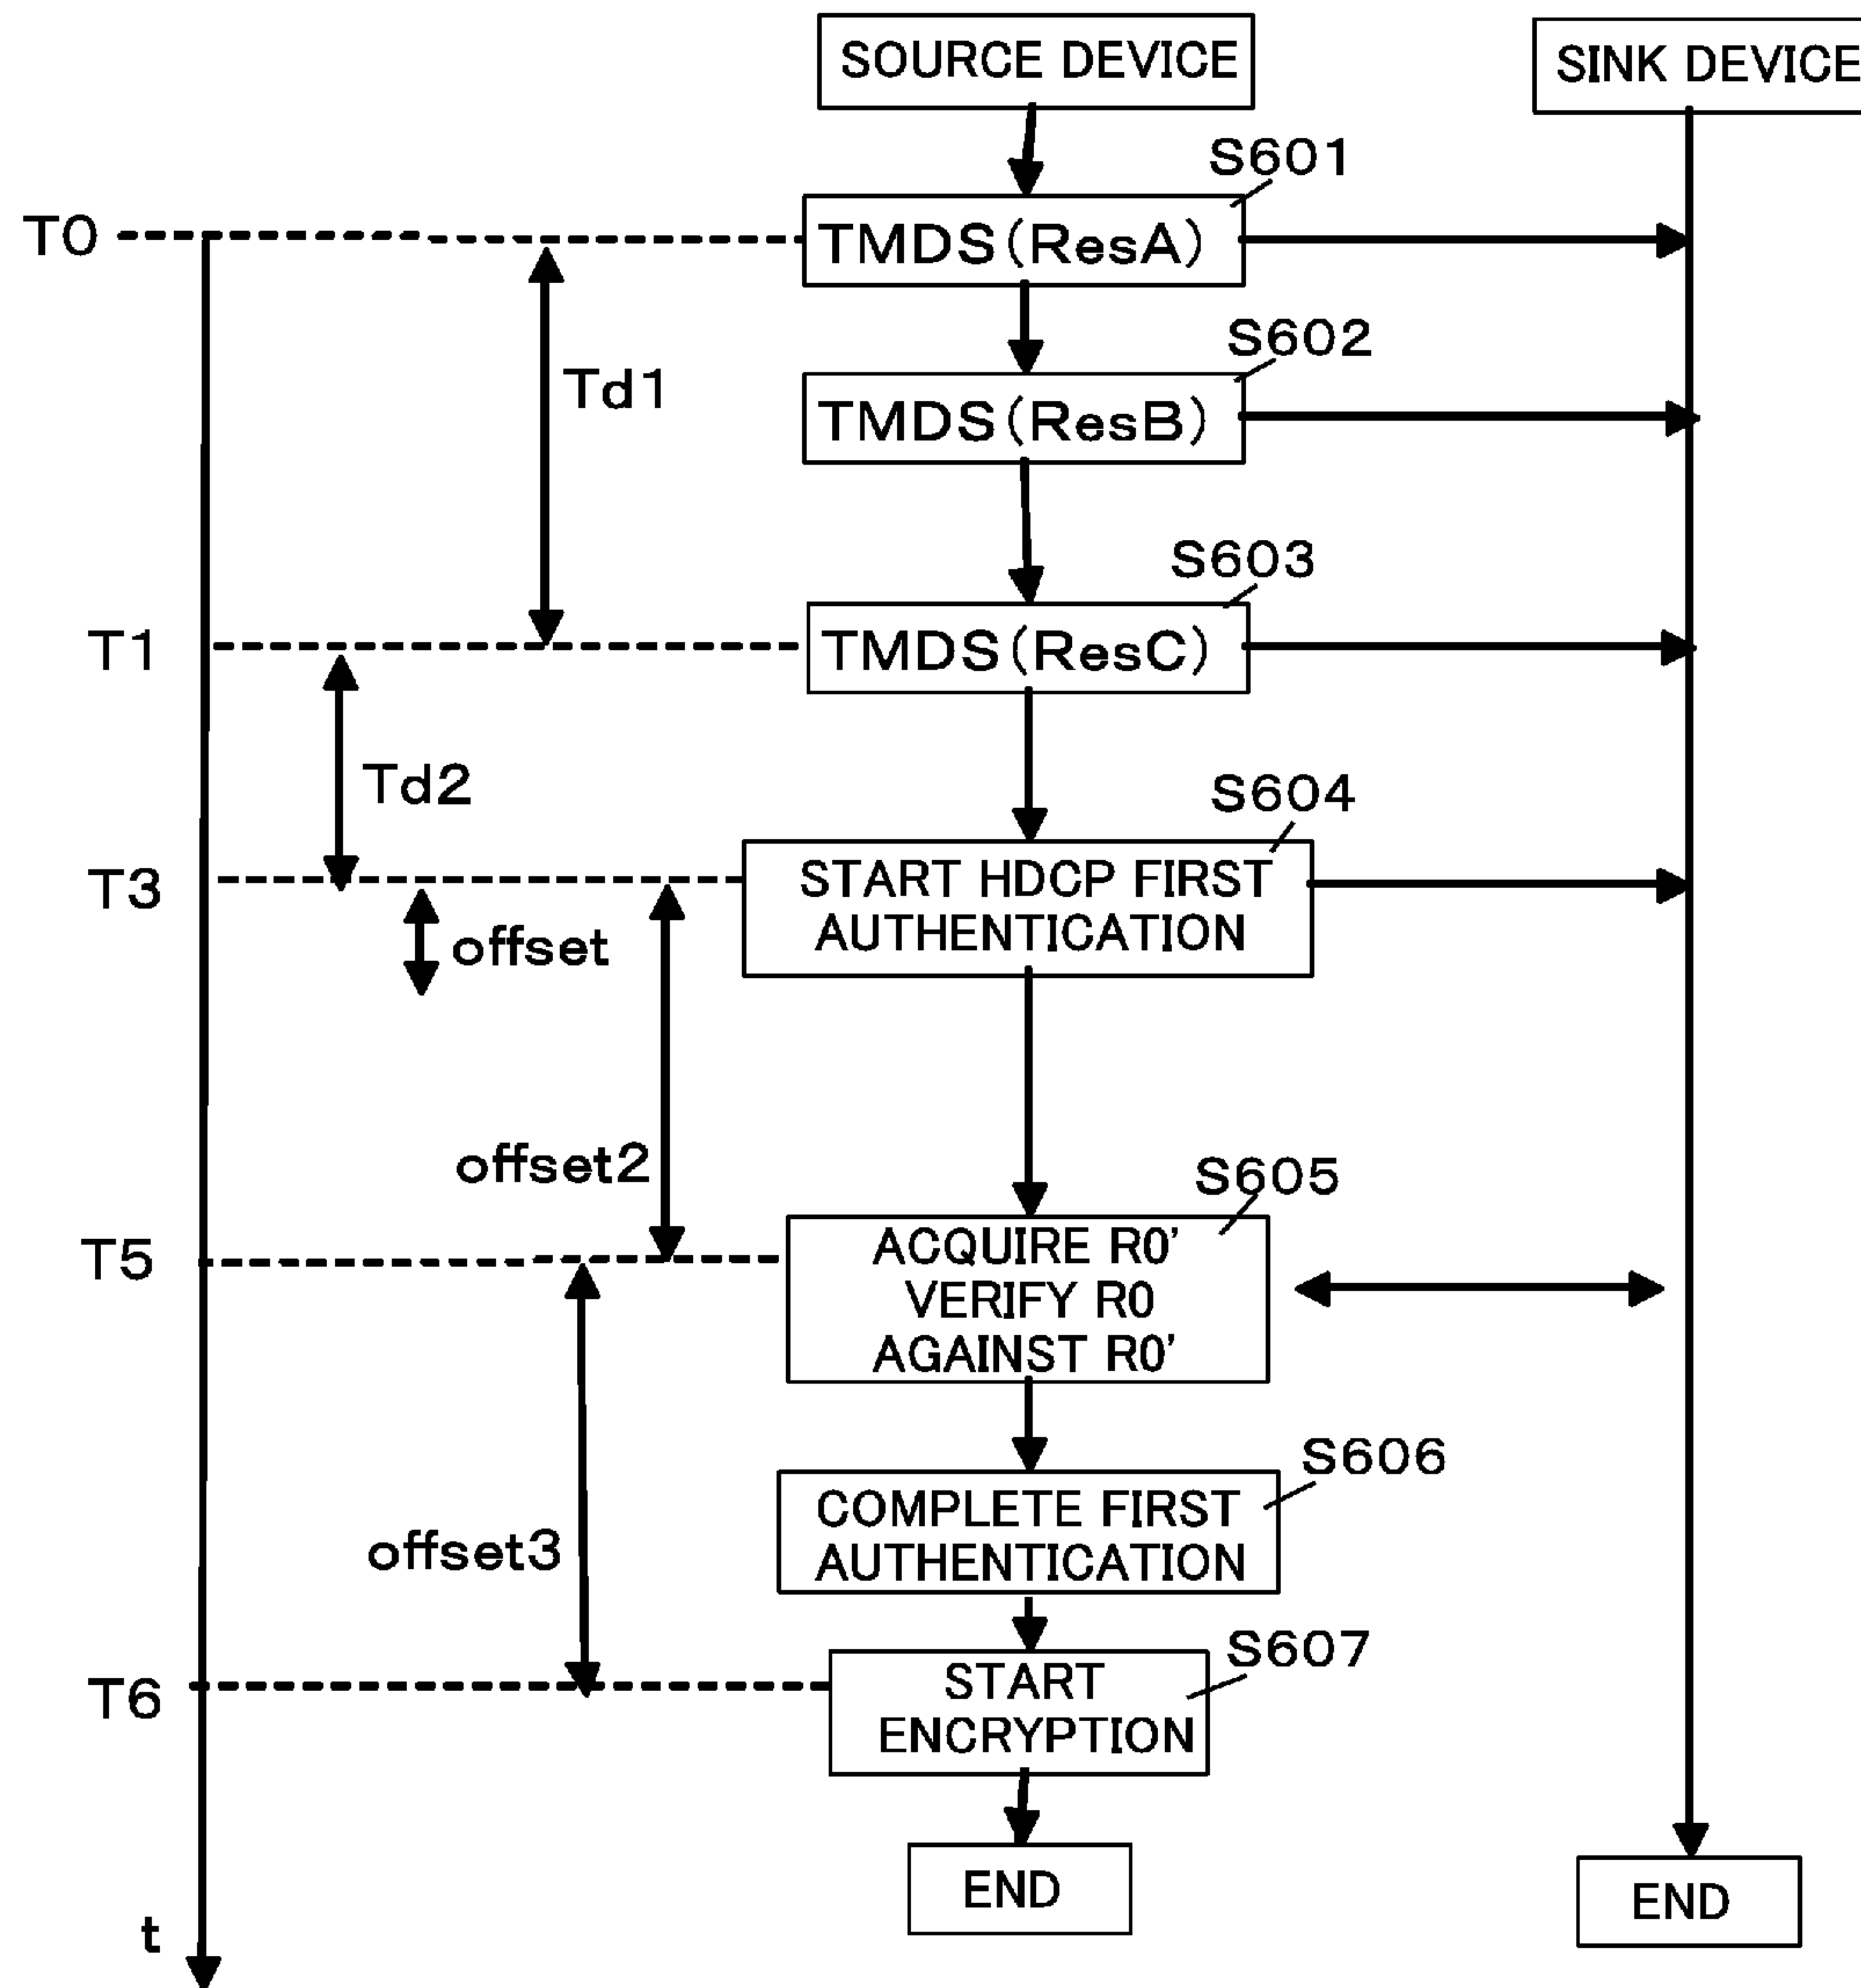 SOURCE DEVICE
SINK DEVICE
S601
T0
TMDS(ResA)
S602
Td1
TMDS(ResB)
S603
T1
TMDS(ResC)
Td2
S604
T3
START HDCP FIRST
AUTHENTICATION
offset
offset2
S605
T5
ACQUIRE R0'
VERIFY R0
AGAINST R0'
S606
COMPLETE FIRST
AUTHENTICATION
offset3
S607
T6
START
ENCRYPTION
END
END
t